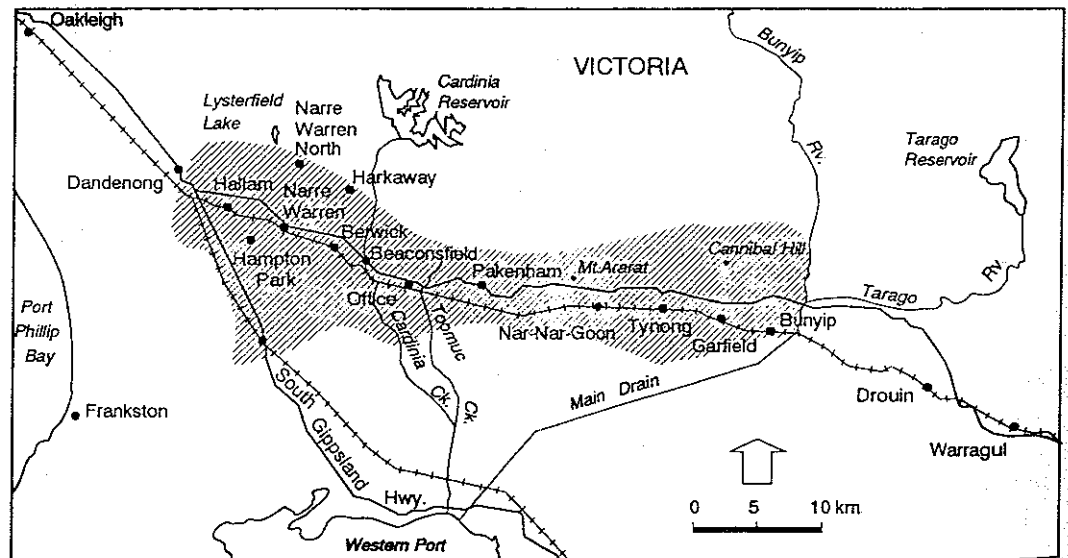 Oakleigh
VICTORIA
Bunyip
Rv.
Cardinia
Reservoir
Lysterfield
Lake
Narre
Warren
North
Tarago
Reservoir
Dandenong
Hallam
Narre
Warren
Harkaway
Berwick
Beaconsfield
Hampton
Park
Cannibal Hill
Mt.Ararat
Pakenham
Office
Toomuc
Ck.
Cardinia
Ck.
Tarago
Rv.
Port
Phillip
Bay
Nar-Nar-Goon
Tynong
Garfield
Bunyip
Main Drain
Drouin
Warragul
Frankston
South
Gippsland
Hwy.
Western Port
0 5 10 km